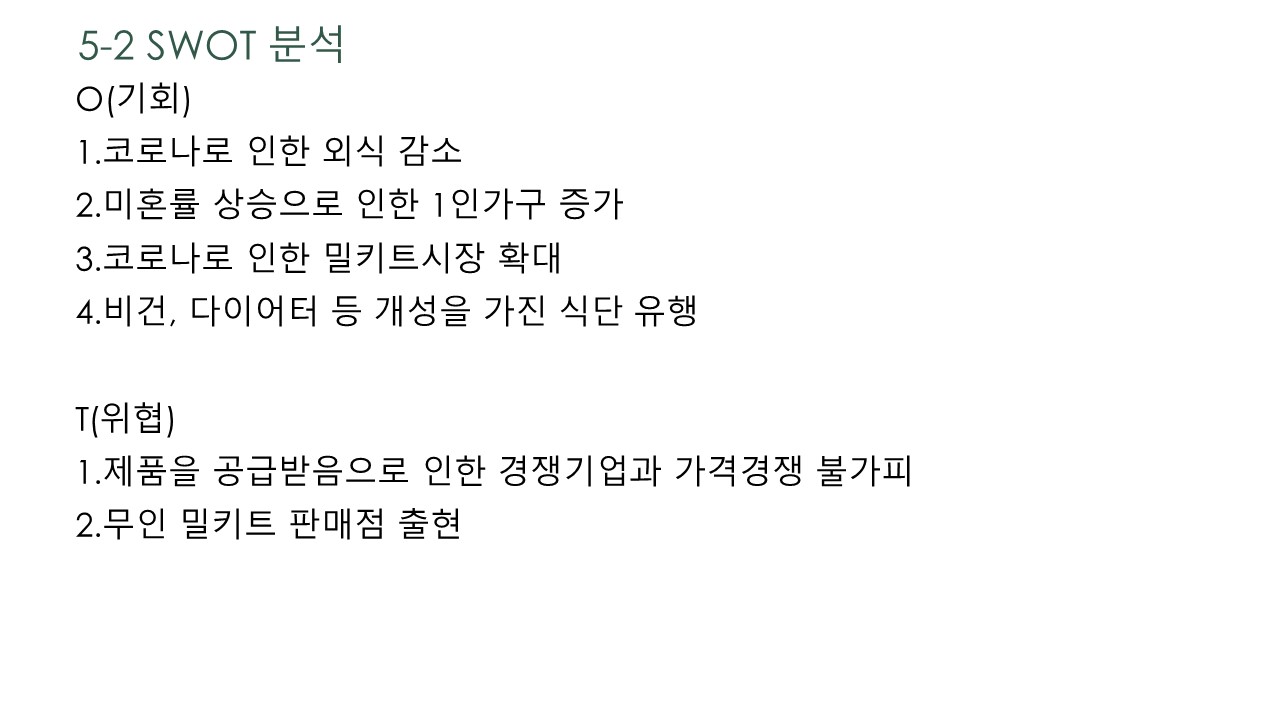 5-2 SWOT 분석
O(기회)
1.코로나로 인한 외식 감소
2.미혼률 상승으로 인한 1인가구 증가
3.코로나로 인한 밀키트시장 확대
4.비건, 다이어터 등 개성을 가진 식단 유행
T(위협)
1.제품을 공급받음으로 인한 경쟁기업과 가격경쟁 불가피
2.무인 밀키트 판매점 출현